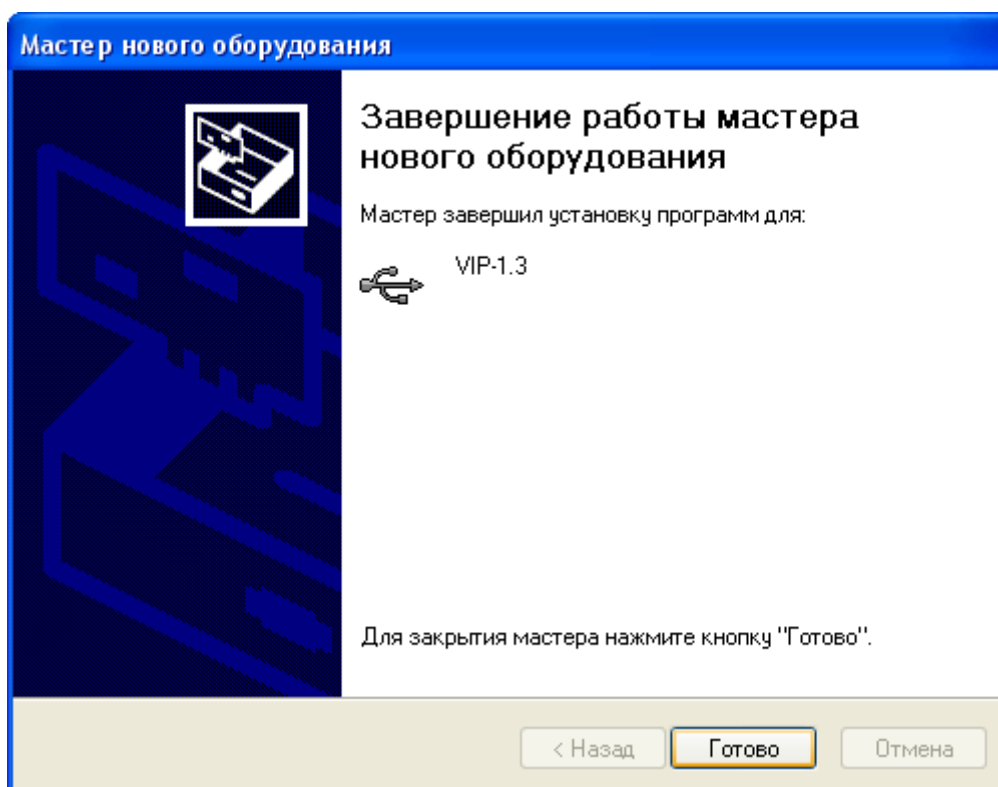 Мастер нового оборудования
Завершение работы мастера
нового оборудования
Мастер завершил установку программ для:
VIP-1.3
Для закрытия мастера нажмите кнопку "Готово".
< Назад
Готово
Отмена